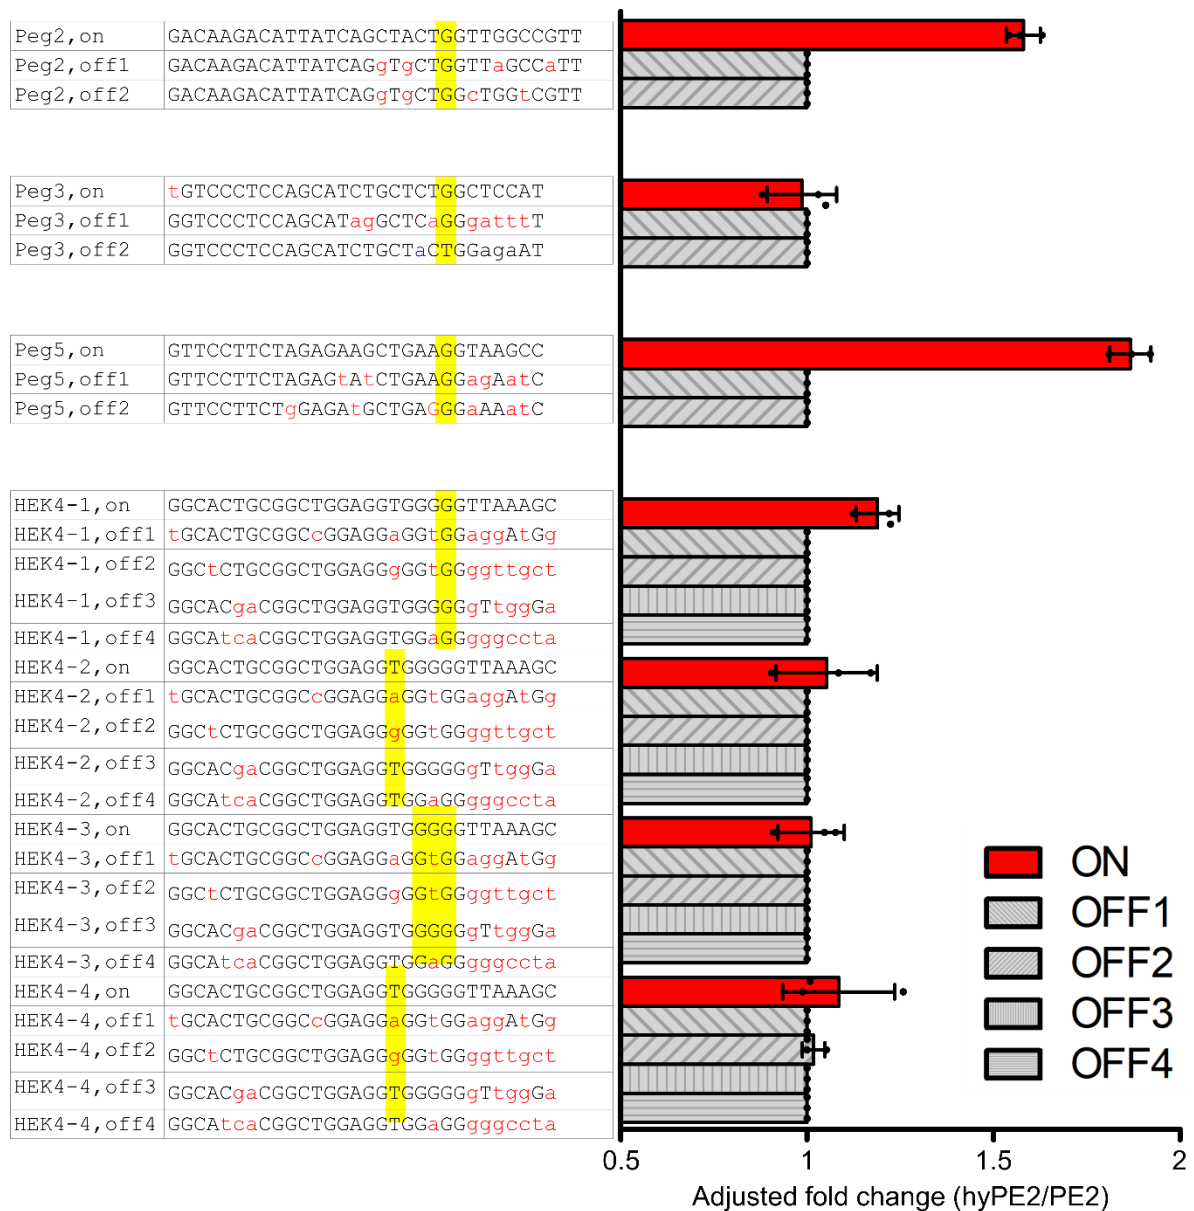 Peg2,on GACAAGACATTATCAGCTACTGGTTGGCCGTT
Peg2,off1 GACAAGACATTATCAGgTgCTGGTTaGCCaTT
Peg2,off2 GACAAGACATTATCAGgTgCTGGcTGGtCGTT
Peg3,on tGTCCCTCCAGCATCTGCTCTGGCTCCAT
Peg3,off1 GGTCCCTCCAGCATagGCTCaGGgatttT
Peg3,off2 GGTCCCTCCAGCATCTGCTaCTGGagaAT
Peg5,on GTTCCTTCTAGAGAAGCTGAAGGTAAGCC
Peg5,off1 GTTCCTTCTAGAGtAtCTGAAGGagAatC
Peg5,off2 GTTCCTTCTgGAGAtGCTGAGGGaAAatC
HEK4-1,on GGCACTGCGGCTGGAGGTGGGGGTTAAAGC
HEK4-1,off1 tGCACTGCGGCcGGAGGaGGtGGaggAtGg
HEK4-1,off2 GGCtCTGCGGCTGGAGGgGGtGGggttgct
HEK4-1,off3 GGCACgaCGGCTGGAGGTGGGGGgTtggGa
HEK4-1,off4 GGCAtcaCGGCTGGAGGTGGaGGgggccta
HEK4-2,on GGCACTGCGGCTGGAGGTGGGGGTTAAAGC
HEK4-2,off1 tGCACTGCGGCcGGAGGaGGtGGaggAtGg
HEK4-2,off2 GGCtCTGCGGCTGGAGGgGGtGGggttgct
HEK4-2,off3 GGCACgaCGGCTGGAGGTGGGGGgTtggGa
HEK4-2,off4 GGCAtcaCGGCTGGAGGTGGaGGgggccta
HEK4-3,on GGCACTGCGGCTGGAGGTGGGGGTTAAAGC
HEK4-3,off1 tGCACTGCGGCcGGAGGaGGtGGaggAtGg
HEK4-3,off2 GGCtCTGCGGCTGGAGGgGGtGGggttgct
HEK4-3,off3 GGCACgaCGGCTGGAGGTGGGGGgTtggGa
HEK4-3,off4 GGCAtcaCGGCTGGAGGTGGaGGgggccta
HEK4-4,on GGCACTGCGGCTGGAGGTGGGGGTTAAAGC
HEK4-4,off1 tGCACTGCGGCcGGAGGaGGtGGaggAtGg
HEK4-4,off2 GGCtCTGCGGCTGGAGGgGGtGGggttgct
HEK4-4,off3 GGCACgaCGGCTGGAGGTGGGGGgTtggGa
HEK4-4,off4 GGCAtcaCGGCTGGAGGTGGaGGgggccta
ON
OFF1
OFF2
OFF3
OFF4
0.5 1 1.5 2
Adjusted fold change (hyPE2/PE2)